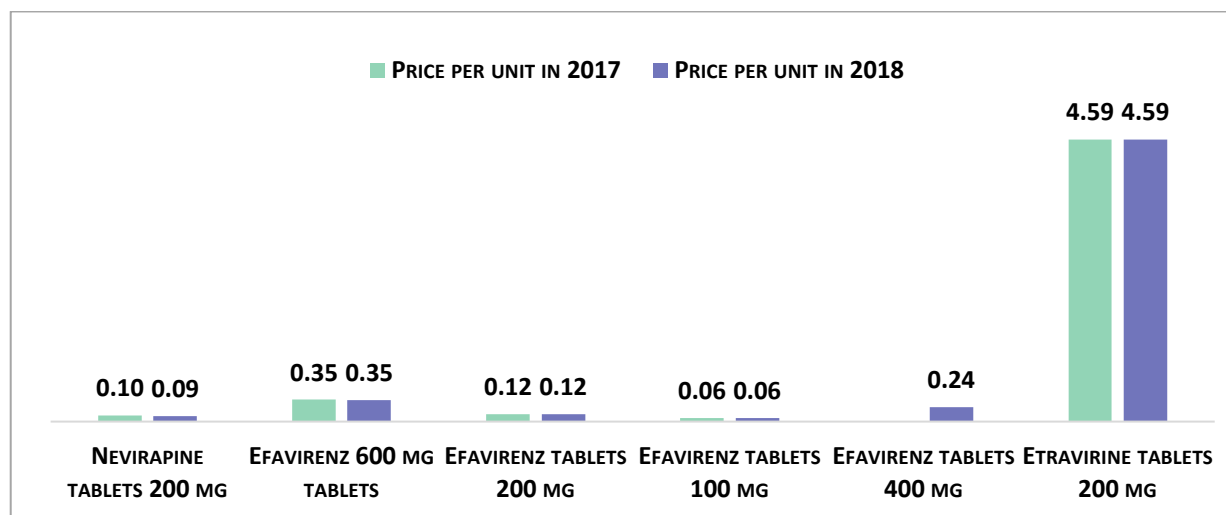 Price per unit in 2017 Price per unit in 2018
4.59 4.59
0.10 0.09 0.35 0.35 0.12 0.12 0.06 0.06 0.24
Nevirapine Efavirenz 600 mg Efavirenz tablets Efavirenz tablets Efavirenz tablets Etravirine tablets
tablets 200 mg tablets 200 mg 100 mg 400 mg 200 mg